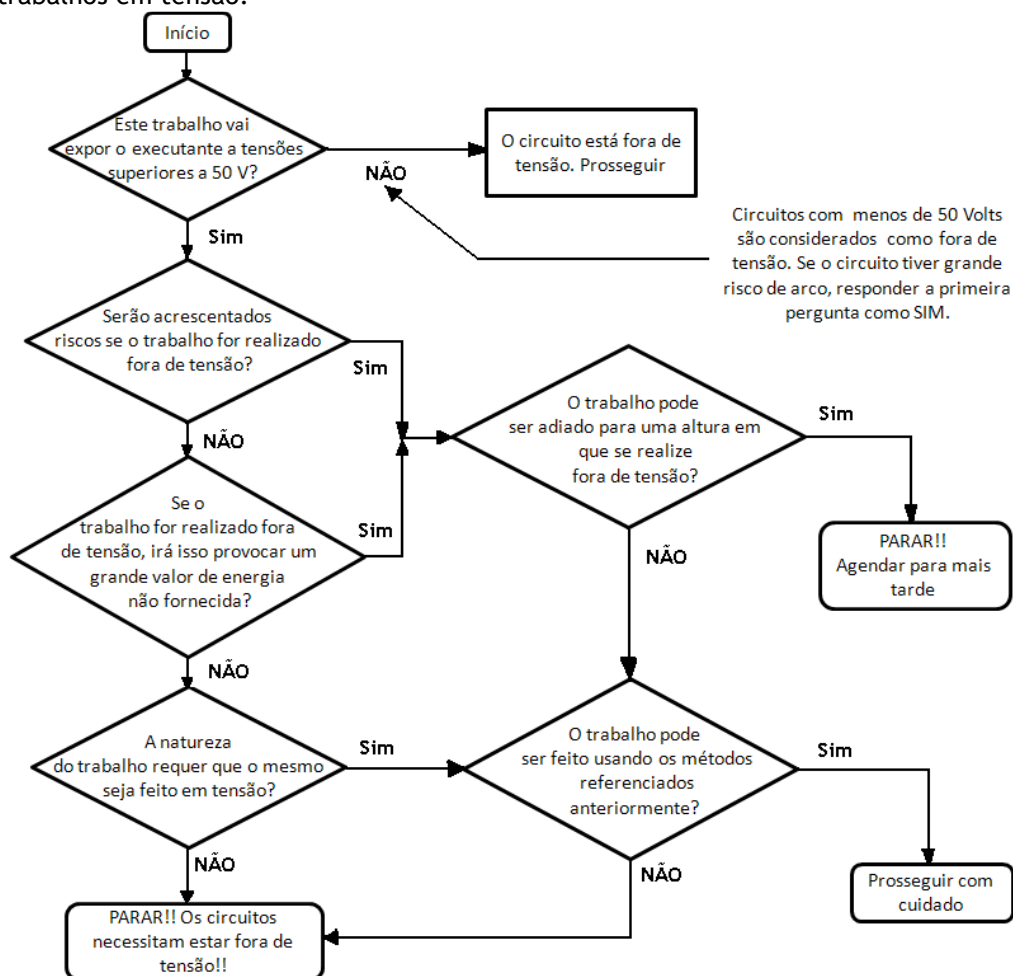 trabalhos em tensão.
Início
Este trabalho vai
expor o executante a tensões
superiores a 50 V?
NÃO
O circuito está fora de
tensão. Prosseguir
Circuitos com menos de 50 Volts
são considerados como fora de
tensão. Se o circuito tiver grande
risco de arco, responder a primeira
pergunta como SIM.
Sim
Serão acrescentados
riscos se o trabalho for realizado
fora de tensão?
Sim
NÃO
O trabalho pode
ser adiado para uma altura em
que se realize
fora de tensão?
Sim
PARAR!!
Agendar para mais
tarde
NÃO
Se o
trabalho for realizado fora
de tensão, irá isso provocar um
grande valor de energia
não fornecida?
Sim
NÃO
A natureza
do trabalho requer que o mesmo
seja feito em tensão?
Sim
NÃO
O trabalho pode
ser feito usando os métodos
referenciados
anteriormente?
Sim
Prosseguir com
cuidado
NÃO
PARAR!! Os circuitos
necessitam estar fora de
tensão!!